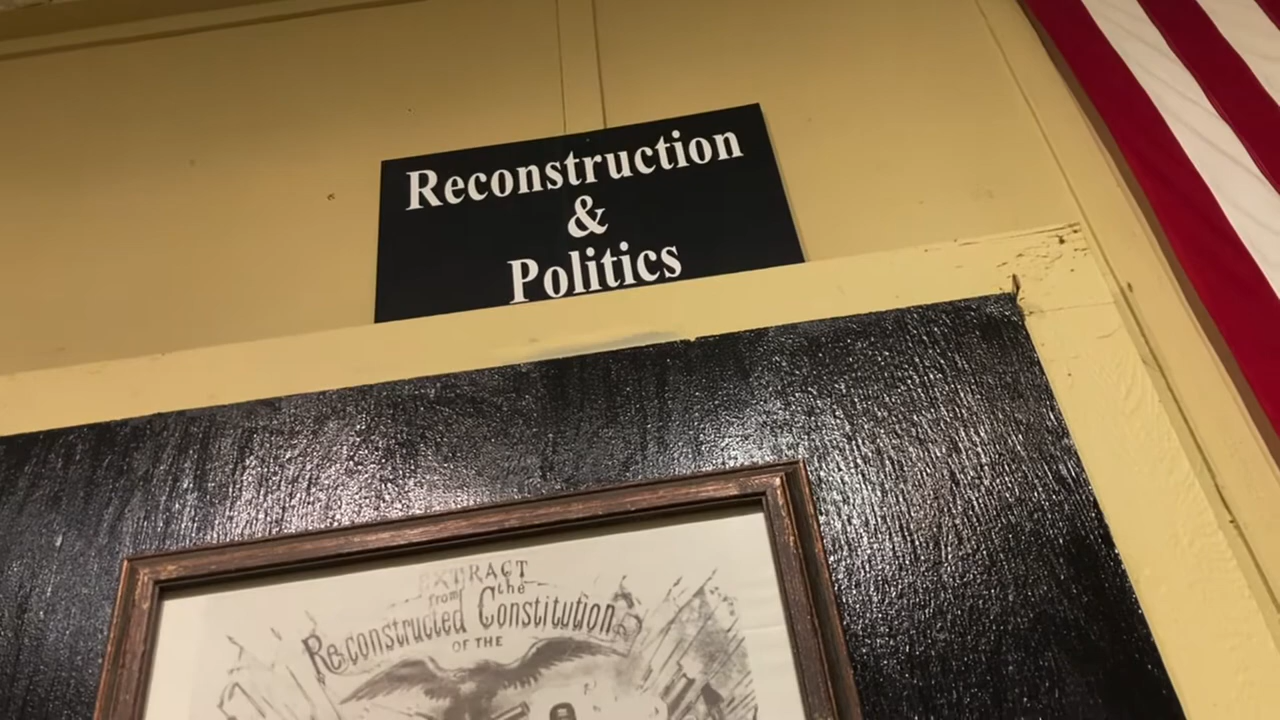 Reconstruction
&
Politics
EXTRACT
from the
Reconstructed Constitution
OF THE